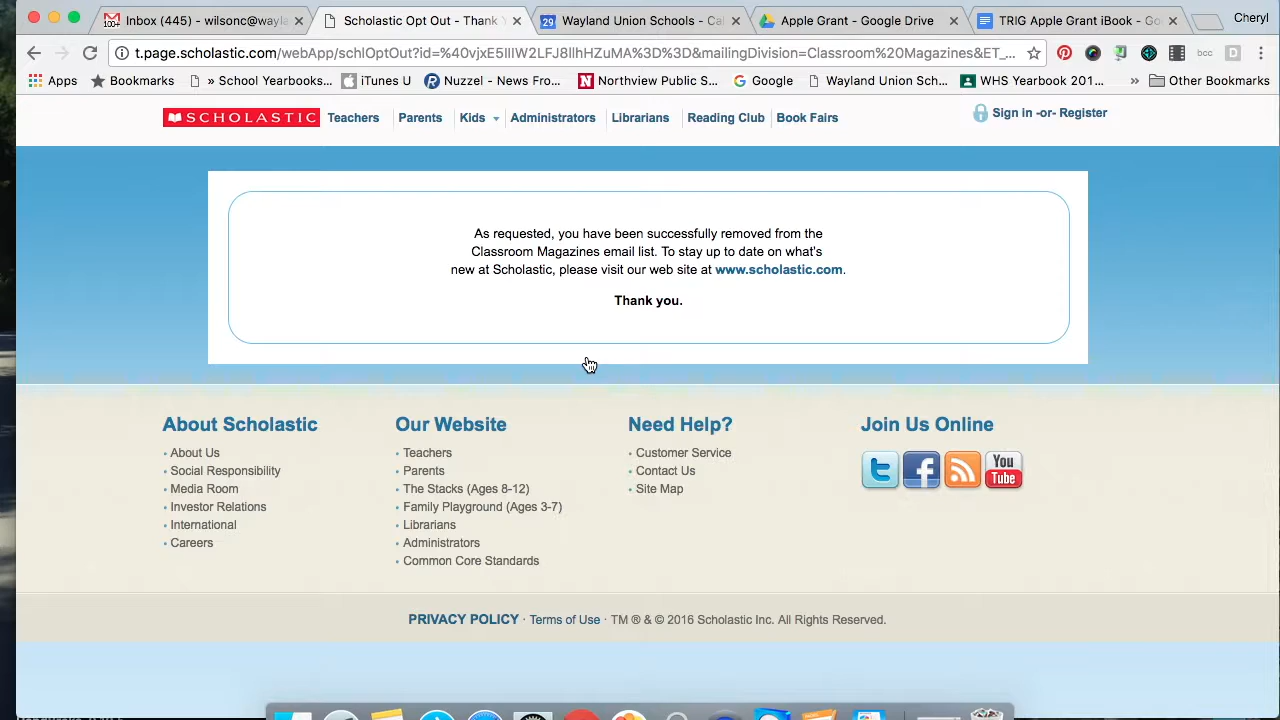 Inbox (445) - wilsonc@wayla
Scholastic Opt Out - Thank Y
29 Wayland Union Schools - Cal
Apple Grant - Google Drive
TRIG Apple Grant iBook - Go
Cheryl
t.page.scholastic.com/webApp/schlOptOut?id=%40vjxE5IIIW2LFJ8llhHZuMA%3D%3D&mailingDivision=Classroom%20Magazines&ET_...
bcc
Apps Bookmarks » School Yearbook... iTunes U Nuzzel - News Fro... Northview Public S... Google Wayland Union Sch... WHS Yearbook 201... » Other Bookmarks
SCHOLASTIC Teachers Parents Kids Administrators Librarians Reading Club Book Fairs
Sign in -or- Register
As requested, you have been successfully removed from the
Classroom Magazines email list. To stay up to date on what's
new at Scholastic, please visit our web site at www.scholastic.com.
Thank you.
About Scholastic
• About Us
• Social Responsibility
• Media Room
• Investor Relations
• International
• Careers
Our Website
• Teachers
• Parents
• The Stacks (Ages 8-12)
• Family Playground (Ages 3-7)
• Librarians
• Administrators
• Common Core Standards
Need Help?
• Customer Service
• Contact Us
• Site Map
Join Us Online
You Tube
PRIVACY POLICY · Terms of Use · TM ® & © 2016 Scholastic Inc. All Rights Reserved.